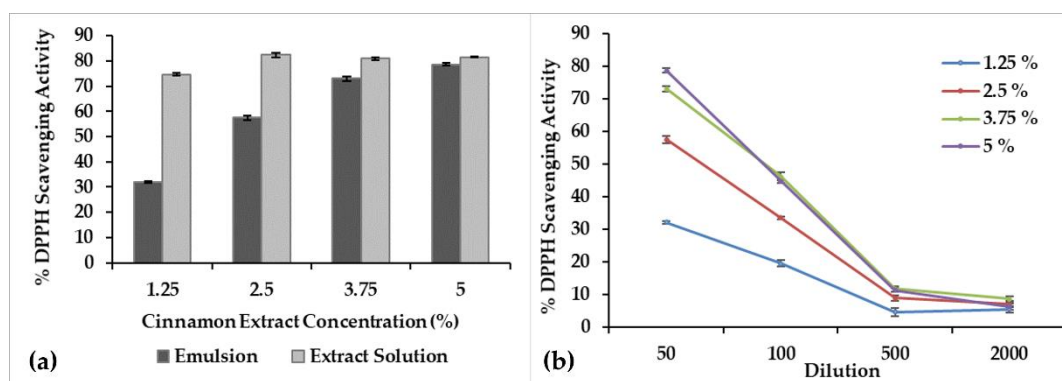 % DPPH Scavenging Activity
90
80
70
60
50
40
30
20
10
0
1.25 2.5 3.75 5
Cinnamon Extract Concentration (%)
Emulsion Extract Solution
(a)
% DPPH Scavenging Activity
90
80
70
60
50
40
30
20
10
0
1.25 %
2.5 %
3.75 %
5 %
50 100 500 2000
Dilution
(b)